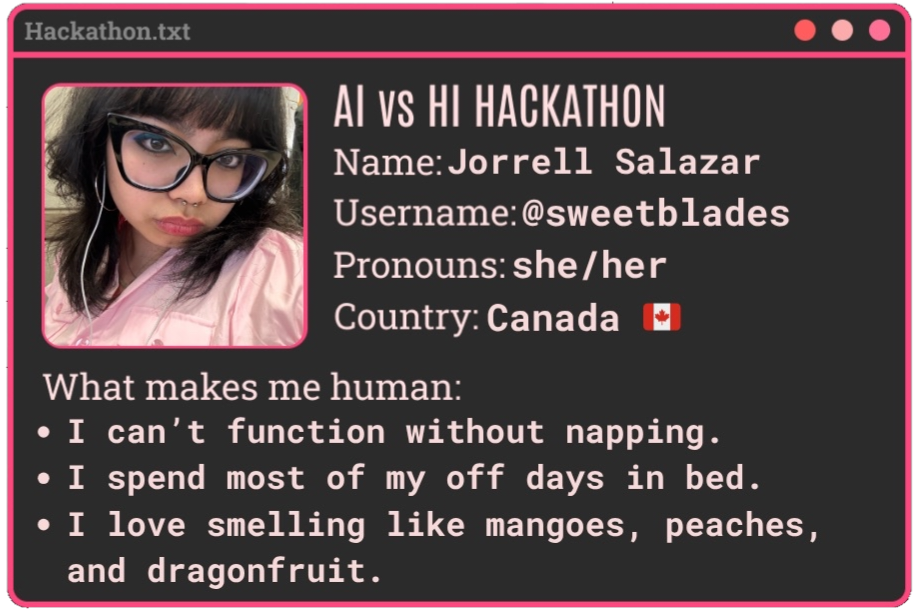 Hackathon.txt
AI vs HI HACKATHON
Name: Jorrell Salazar
Username: @sweetblades
Pronouns: she/her
Country: Canada
What makes me human:
• I can’t function without napping.
• I spend most of my off days in bed.
• I love smelling like mangoes, peaches,
and dragonfruit.